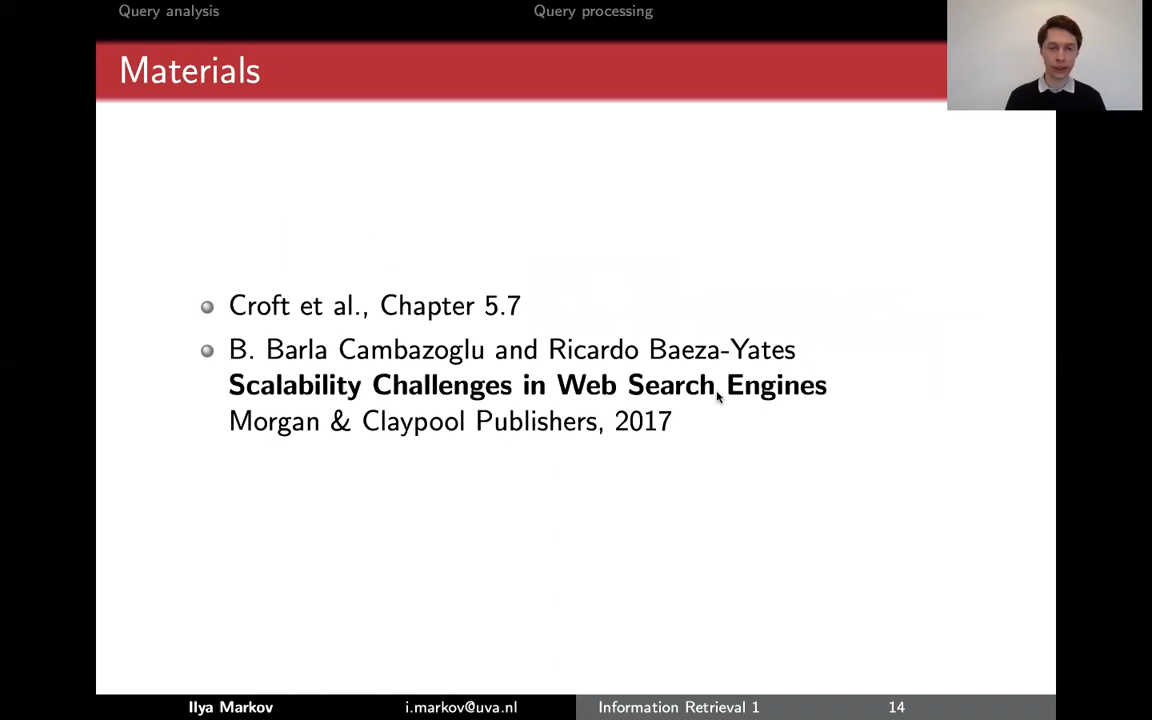 Query analysis
Query processing
Materials
Croft et al., Chapter 5.7
B. Barla Cambazoglu and Ricardo Baeza-Yates
Scalability Challenges in Web Search Engines
Morgan & Claypool Publishers, 2017
Ilya Markov
i.markov@uva.nl
Information Retrieval 1
14